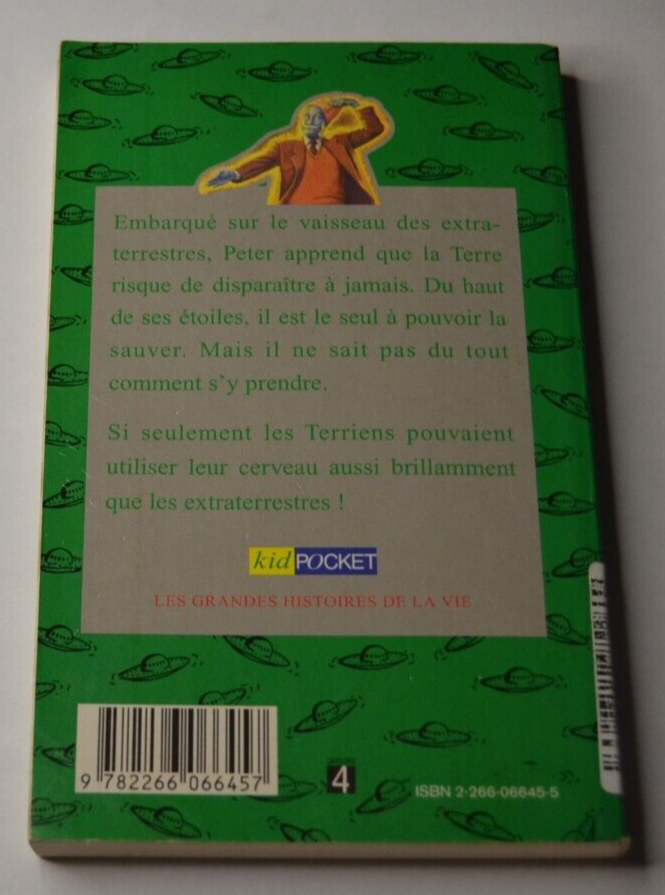 Embarqué sur le vaisseau des extra-
terrestres, Peter apprend que la Terre
risque de disparaître à jamais. Du haut
de ses étoiles, il est le seul à pouvoir la
sauver. Mais il ne sait pas du tout
comment s'y prendre.
Si seulement les Terriens pouvaient
utiliser leur cerveau aussi brillamment
que les extraterrestres !
kid POCKET
LES GRANDES HISTOIRES DE LA VIE
9 782266 066457
4
ISBN 2-266-06645-5